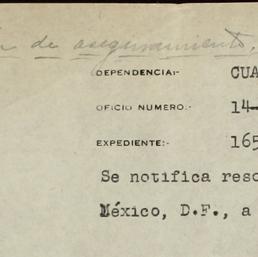 de aseguramiento.
DEPENDENCIA:- CUA
OFICIO NUMERO.- 14-
EXPEDIENTE:- 165
Se notifica reso
México, D.F., a